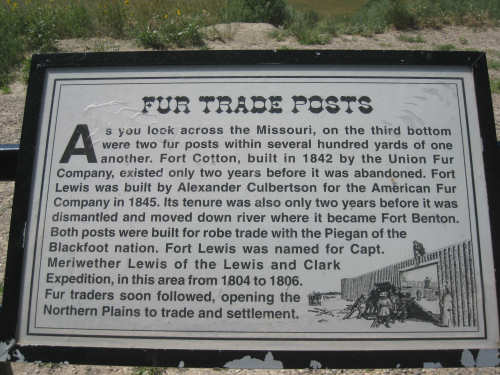 FUR TRADE POSTS
As you look across the Missouri, on the third bottom
were two fur posts within several hundred yards of one
another. Fort Cotton, built in 1842 by the Union Fur
Company, existed only two years before it was abandoned. Fort
Lewis was built by Alexander Culbertson for the American Fur
Company in 1845. Its tenure was also only two years before it was
dismantled and moved down river where it became Fort Benton.
Both posts were built for robe trade with the Piegan of the
Blackfoot nation. Fort Lewis was named for Capt.
Meriwether Lewis of the Lewis and Clark
Expedition, in this area from 1804 to 1806.
Fur traders soon followed, opening the
Northern Plains to trade and settlement.